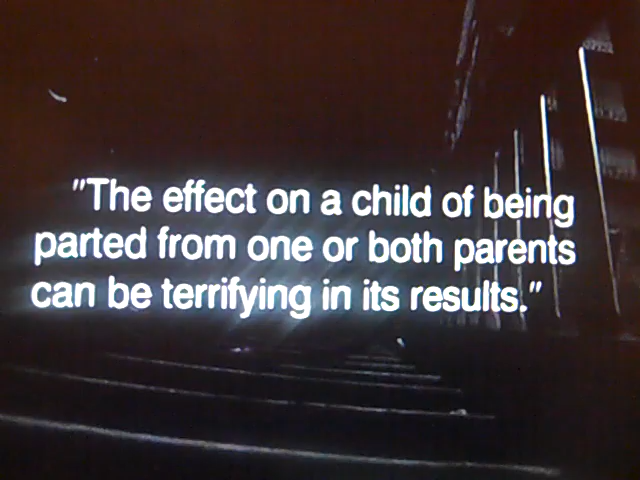 "The effect on a child of being
parted from one or both parents
can be terrifying in its results."